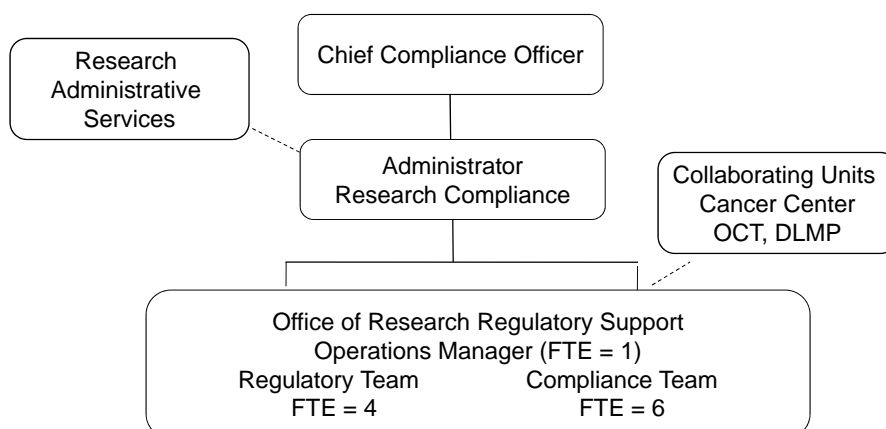 Chief Compliance Officer
Research
Administrative
Services
Administrator
Research Compliance
Collaborating Units
Cancer Center
OCT, DLMP
Office of Research Regulatory Support
Operations Manager (FTE = 1)
Regulatory Team Compliance Team
FTE = 4 FTE = 6